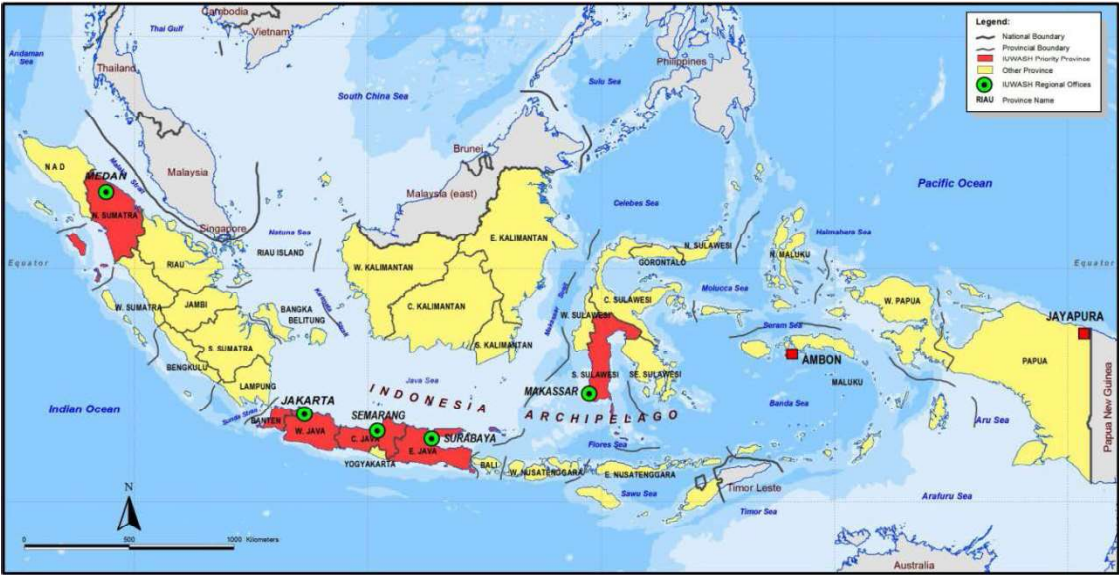 Cambodia
Thai Gulf
Vietnam
Andaman
Sea
Thailand
Philippines
South China Sea
Sulu Sea
Legend:
National Boundary
Provincial Boundary
IUWASH Priority Province
Other Province
IUWASH Regional Offices
RIAU
Province Name
Brunei
NAD
MEDAN
Malaysia
Malaysia (east)
Pacific Ocean
Celebes Sea
N. SUMATRA
Singapore
Natuna Sea
E. KALIMANTAN
N. SULAWESI
Halmahera Sea
Equator
RIAU
RIAU ISLAND
W. KALIMANTAN
GORONTALO
N. MALUKU
Equator
Molucca Sea
W. SUMATRA
JAMBI
BANGKA
BELITUNG
C. KALIMANTAN
C. SULAWESI
W. PAPUA
W. SULAWESI
Seram Sea
JAYAPURA
S. SUMATRA
S. KALIMANTAN
BENGKULU
AMBON
PAPUA
LAMPUNG
Java Sea
S. SULAWESI
SE. SULAWESI
MALUKU
INDONESIA
MAKASSAR
Indian Ocean
JAKARTA
ARCHIPELAGO
Banda Sea
Sunda Strait
BANTEN
SEMARANG
Aru Sea
Papua New Guinea
W. JAVA
C. JAVA
SURABAYA
Flores Sea
E. JAVA
YOGYAKARTA
BALI
W. NUSATENGGARA
E. NUSATENGGARA
Timor Leste
Sawu Sea
Arafuru Sea
N
Timor Sea
0
500
1000 Kilometers
Australia